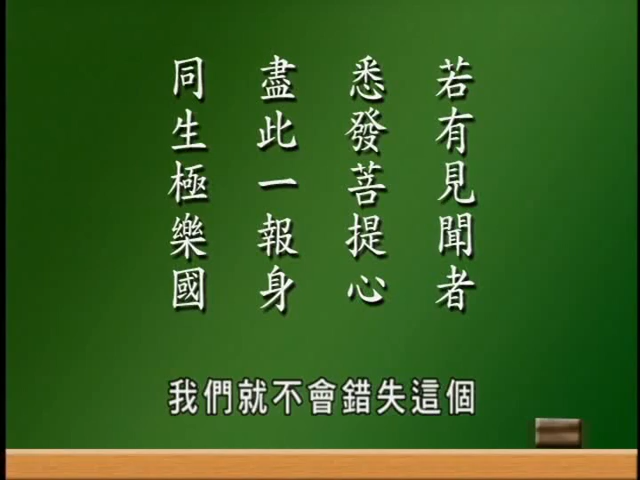 若有見聞者
悉發菩提心
盡此一報身
同生極樂國
我們就不會錯失這個